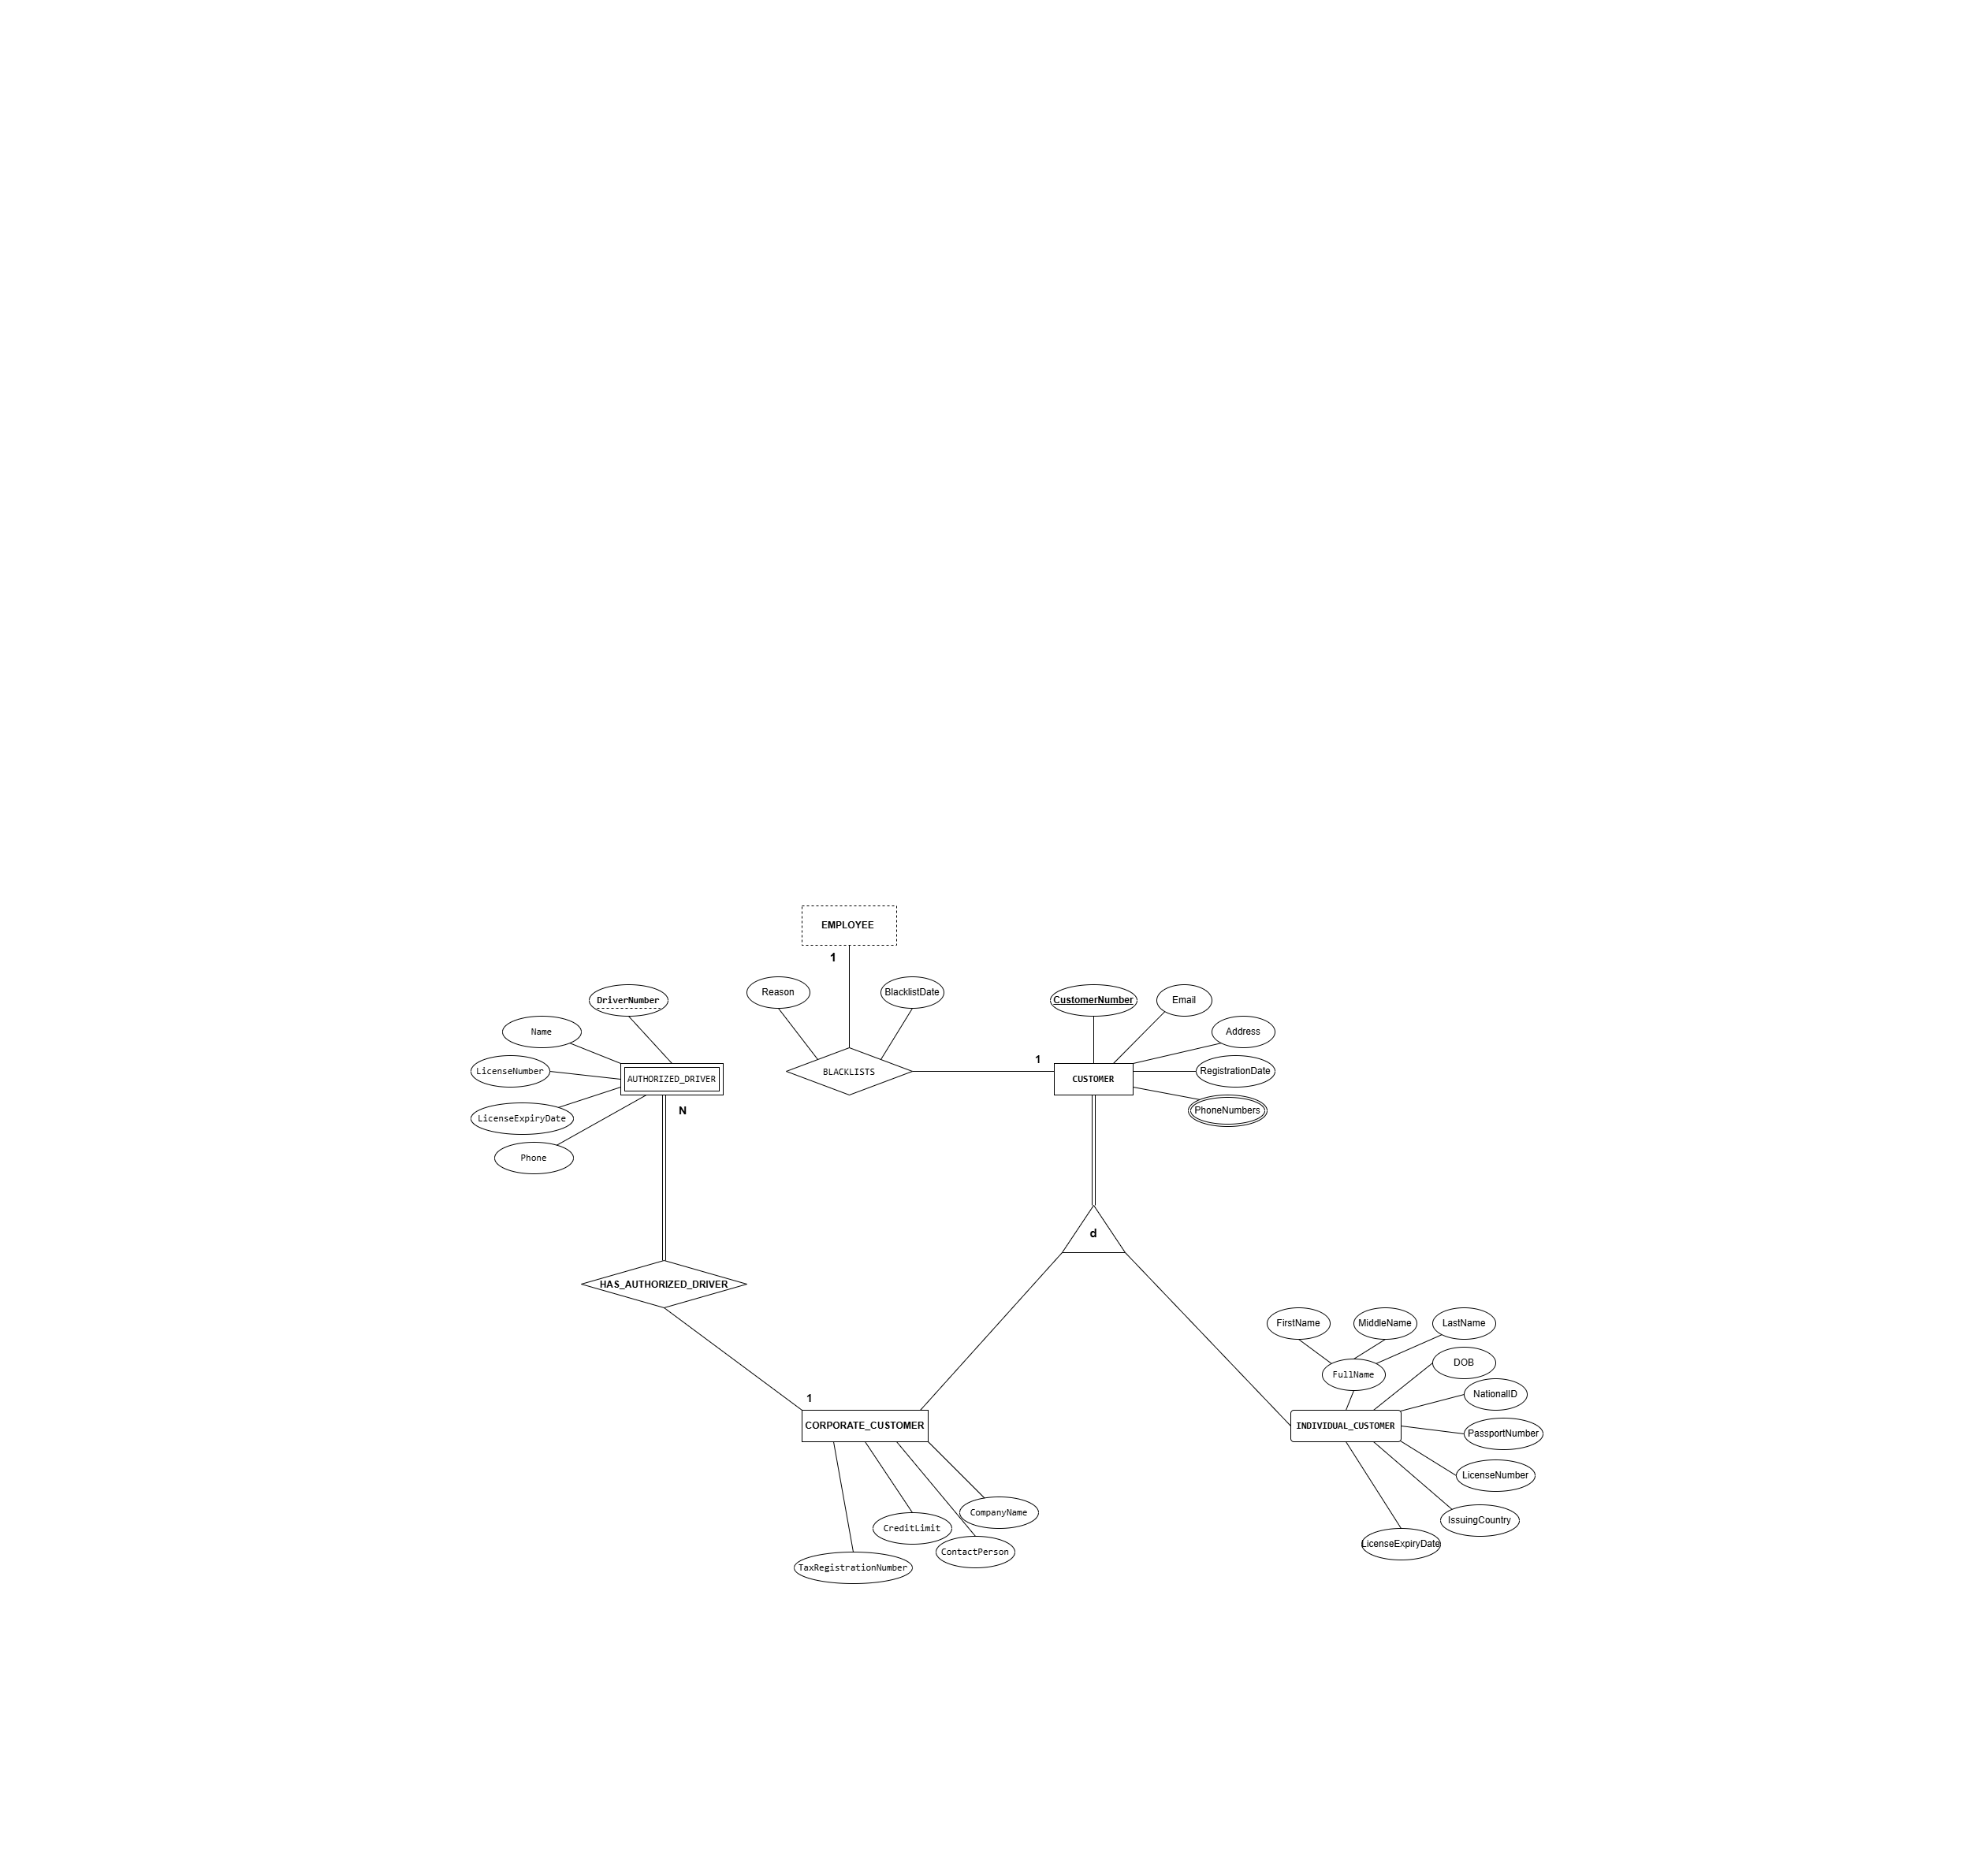 EMPLOYEE
1
Reason
BlacklistDate
DriverNumber
CustomerNumber
Email
Name
Address
LicenseNumber
AUTHORIZED_DRIVER
BLACKLISTS
1
CUSTOMER
RegistrationDate
LicenseExpiryDate
N
PhoneNumbers
Phone
d
HAS_AUTHORIZED_DRIVER
FirstName
MiddleName
LastName
DOB
FullName
NationalID
1
CORPORATE_CUSTOMER
INDIVIDUAL_CUSTOMER
PassportNumber
LicenseNumber
CompanyName
IssuingCountry
CreditLimit
ContactPerson
LicenseExpiryDate
TaxRegistrationNumber